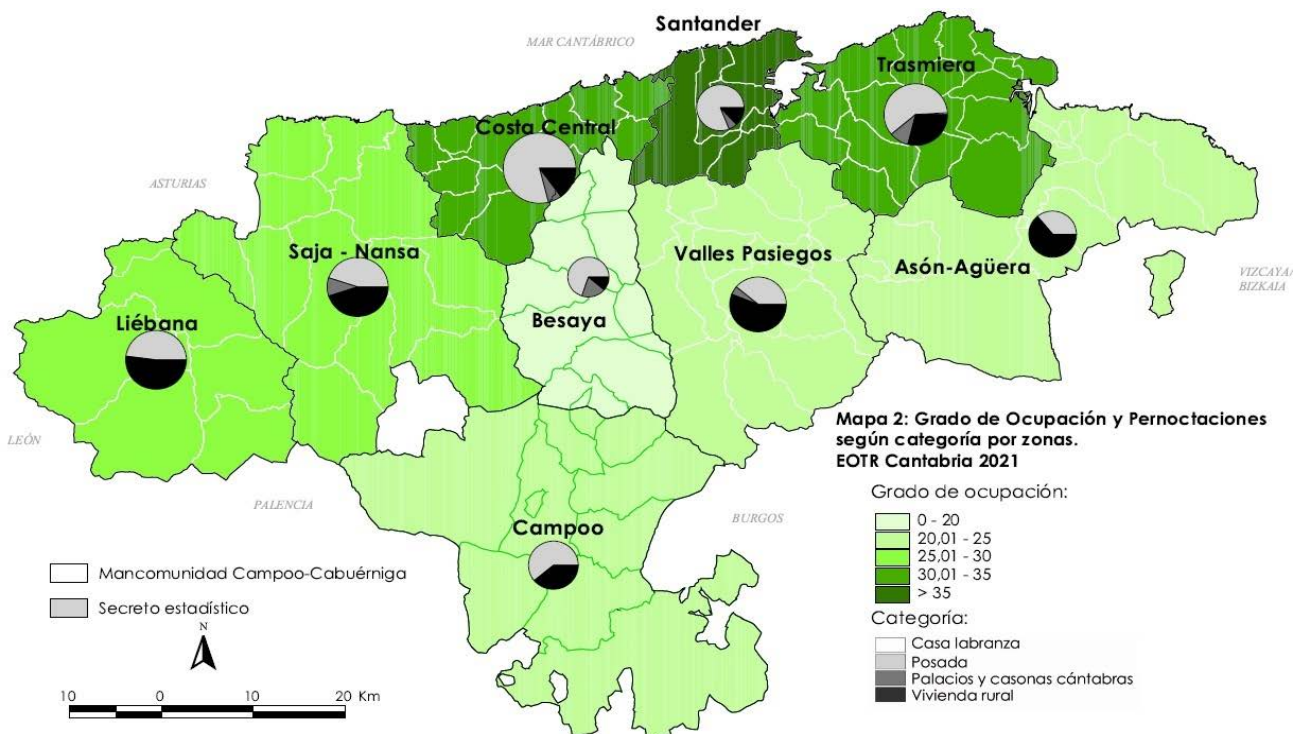 Santander
MAR CANTÁBRICO
Trasmiera
Costa Central
ASTURIAS
Saja - Nansa
Valles Pasiegos
Asón-Agüera
VIZCAYA/
BIZKAIA
Liébana
Besaya
LEÓN
Mapa 2: Grado de Ocupación y Pernoctaciones
según categoría por zonas.
EOTR Cantabria 2021
PALENCIA
BURGOS
Campoo
Grado de ocupación:
0 - 20
20,01 - 25
25,01 - 30
30,01 - 35
> 35
Categoría:
Casa labranza
Posada
Palacios y casonas cántabras
Vivienda rural
Mancomunidad Campoo-Cabuérniga
Secreto estadístico
N
10 0 10 20 Km